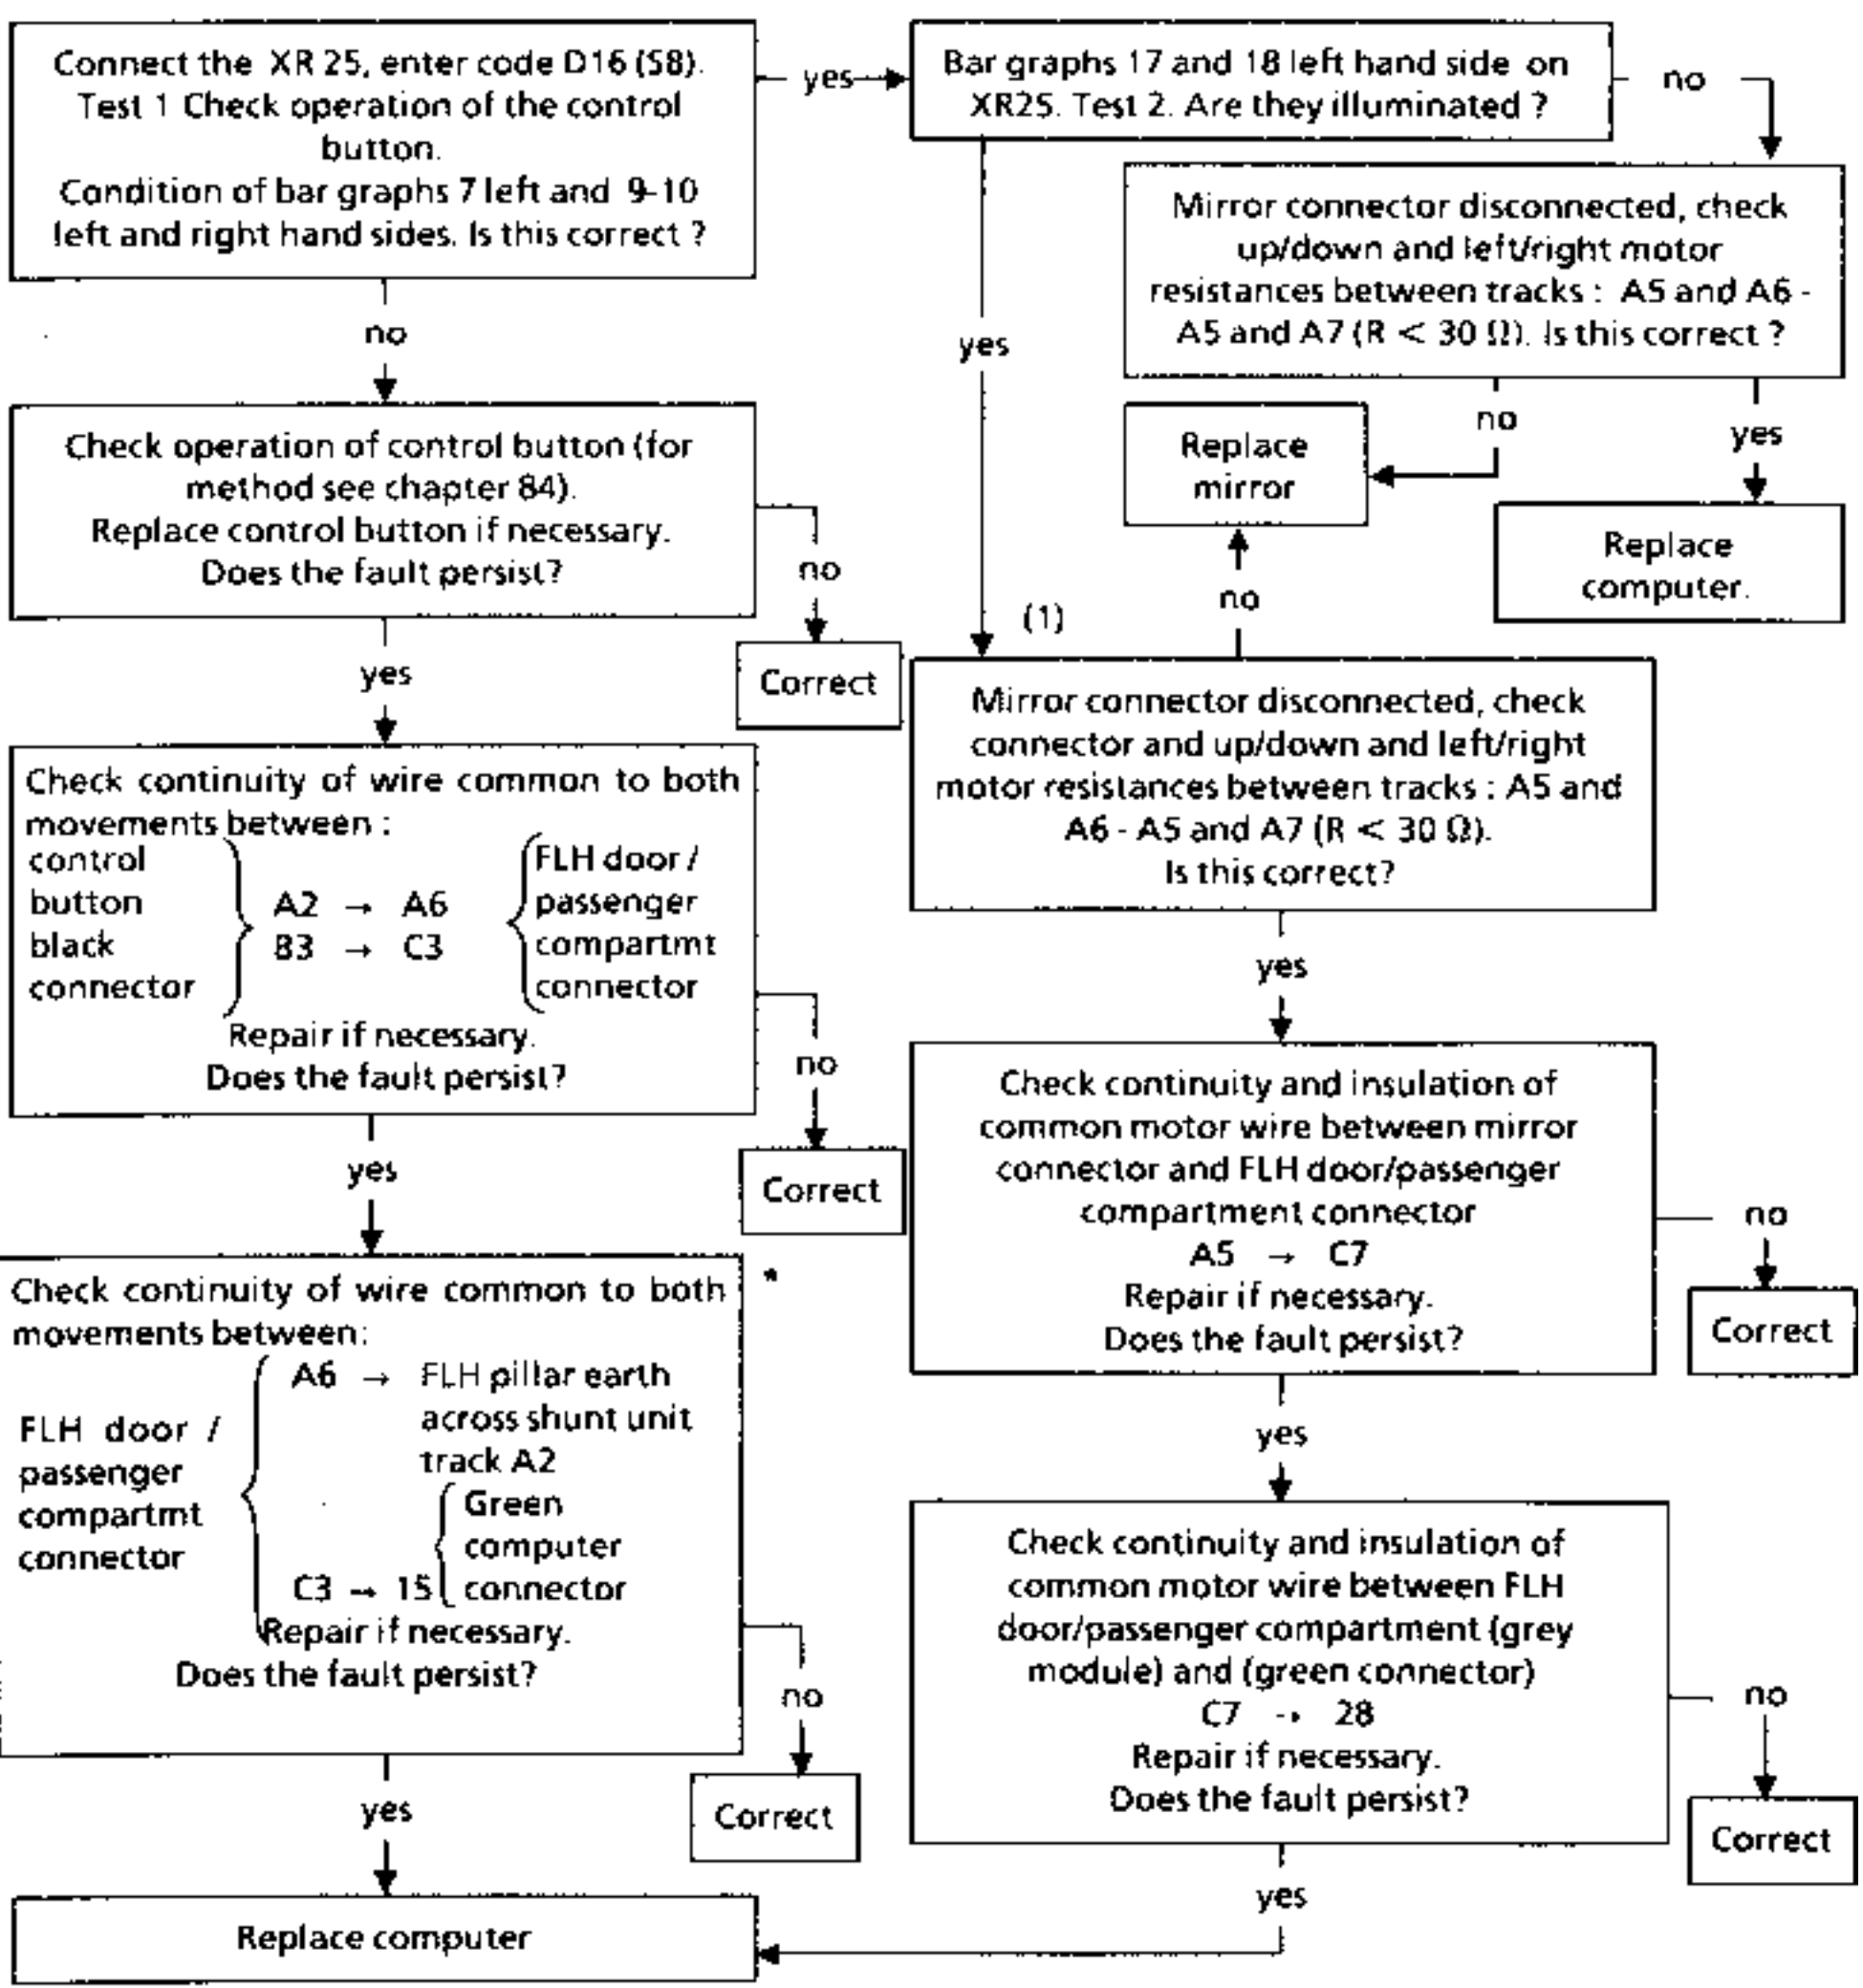 Connect the XR 25, enter code D16 (S8).
Test 1 Check operation of the control
button.
Condition of bar graphs 7 left and 9-10
left and right hand sides. Is this correct ?
yes
Bar graphs 17 and 18 left hand side on
XR25. Test 2. Are they illuminated ?
no
Mirror connector disconnected, check
up/down and left/right motor
resistances between tracks : A5 and A6 -
A5 and A7 (R < 30 Ω). Is this correct ?
no
yes
Replace
mirror
Replace
computer.
no
Check operation of control button (for
method see chapter 84).
Replace control button if necessary.
Does the fault persist?
no
Correct
yes
yes
(1)
no
Mirror connector disconnected, check
connector and up/down and left/right
motor resistances between tracks : A5 and
A6 - A5 and A7 (R < 30 Ω).
Is this correct?
yes
Check continuity of wire common to both
movements between :
control
button
black
connector
A2 → A6
B3 → C3
FLH door /
passenger
compartmt
connector
Repair if necessary.
Does the fault persist?
no
Correct
yes
Check continuity and insulation of
common motor wire between mirror
connector and FLH door/passenger
compartment connector
A5 → C7
Repair if necessary.
Does the fault persist?
no
Correct
yes
Check continuity of wire common to both *
movements between:
FLH door /
passenger
compartmt
connector
A6 → FLH pillar earth
across shunt unit
track A2
C3 → 15
Green
computer
connector
Repair if necessary.
Does the fault persist?
no
Correct
yes
Check continuity and insulation of
common motor wire between FLH
door/passenger compartment (grey
module) and (green connector)
C7 → 28
Repair if necessary.
Does the fault persist?
no
Correct
yes
Replace computer